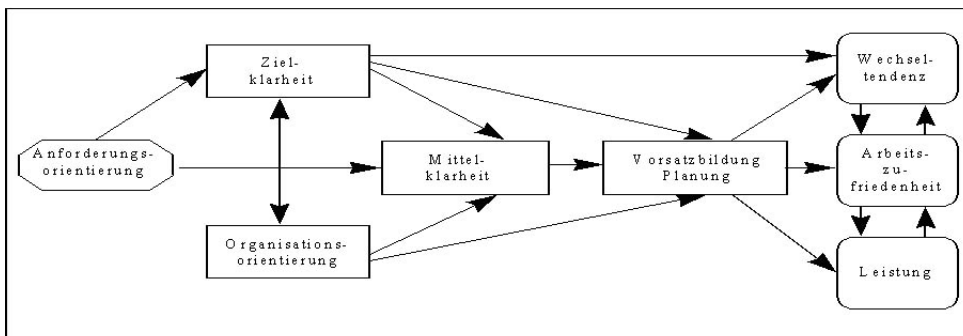 Ziel-
klarheit
Wechsel-
tendenz
Anforderungs-
orientierung
Mittel-
klarheit
Vorsatzbildung
Planung
Arbeits-
zu-
friedenheit
Organisations-
orientierung
Leistung